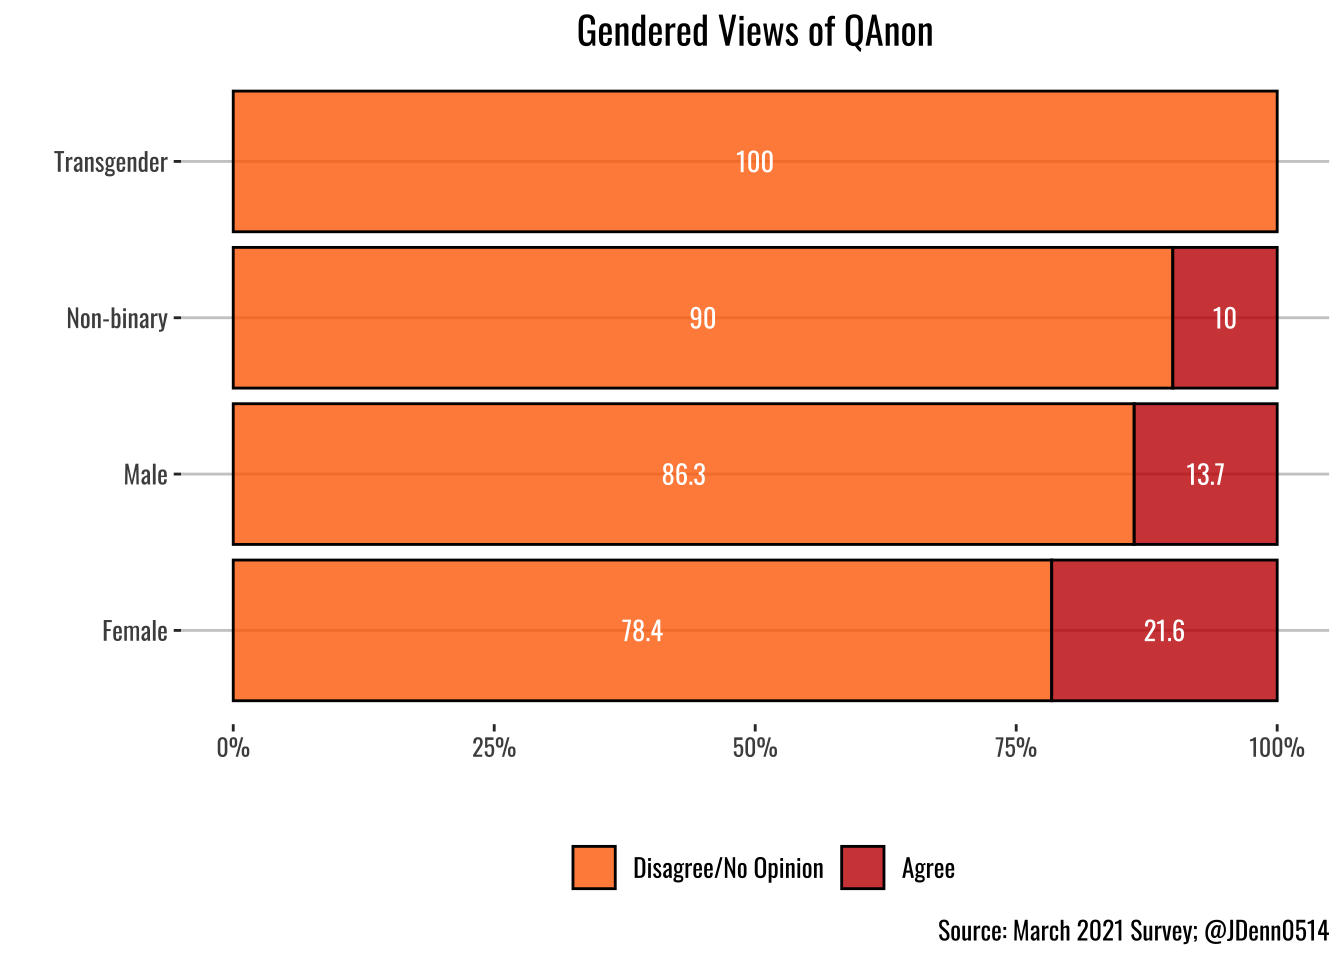 Gendered Views of QAnon
Transgender
100
Non-binary
90
10
Male
86.3
13.7
Female
78.4
21.6
0%
25%
50%
75%
100%
Disagree/No Opinion
Agree
Source: March 2021 Survey; @JDenn0514